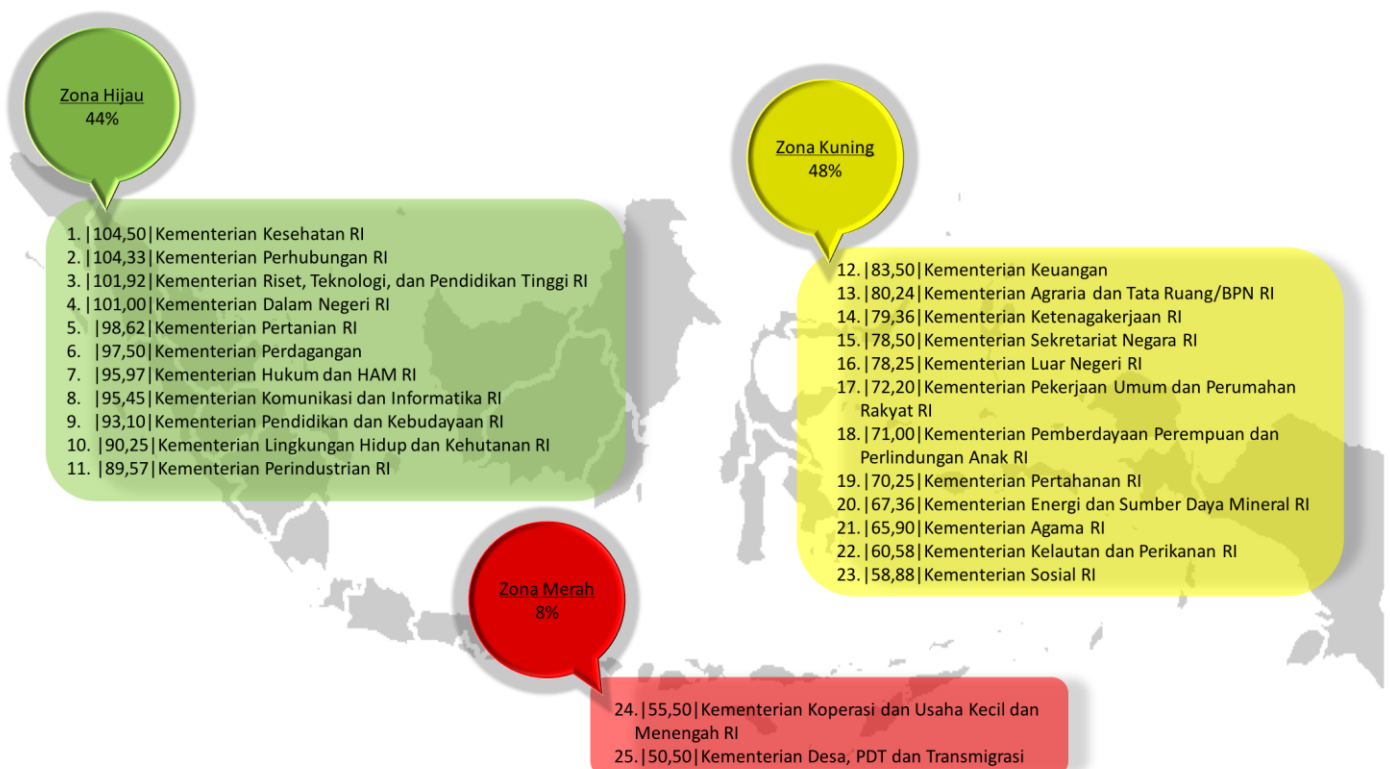 Zona Hijau
44%
1. |104,50|Kementerian Kesehatan RI
2. |104,33|Kementerian Perhubungan RI
3. |101,92|Kementerian Riset, Teknologi, dan Pendidikan Tinggi RI
4. |101,00|Kementerian Dalam Negeri RI
5. |98,62|Kementerian Pertanian RI
6. |97,50|Kementerian Perdagangan
7. |95,97|Kementerian Hukum dan HAM RI
8. |95,45|Kementerian Komunikasi dan Informatika RI
9. |93,10|Kementerian Pendidikan dan Kebudayaan RI
10. |90,25|Kementerian Lingkungan Hidup dan Kehutanan RI
11. |89,57|Kementerian Perindustrian RI
Zona Kuning
48%
12. |83,50|Kementerian Keuangan
13. |80,24|Kementerian Agraria dan Tata Ruang/BPN RI
14. |79,36|Kementerian Ketenagakerjaan RI
15. |78,50|Kementerian Sekretariat Negara RI
16. |78,25|Kementerian Luar Negeri RI
17. |72,20|Kementerian Pekerjaan Umum dan Perumahan
Rakyat RI
18. |71,00|Kementerian Pemberdayaan Perempuan dan
Perlindungan Anak RI
19. |70,25|Kementerian Pertahanan RI
20. |67,36|Kementerian Energi dan Sumber Daya Mineral RI
21. |65,90|Kementerian Agama RI
22. |60,58|Kementerian Kelautan dan Perikanan RI
23. |58,88|Kementerian Sosial RI
Zona Merah
8%
24.|55,50|Kementerian Koperasi dan Usaha Kecil dan
Menengah RI
25.|50,50|Kementerian Desa, PDT dan Transmigrasi